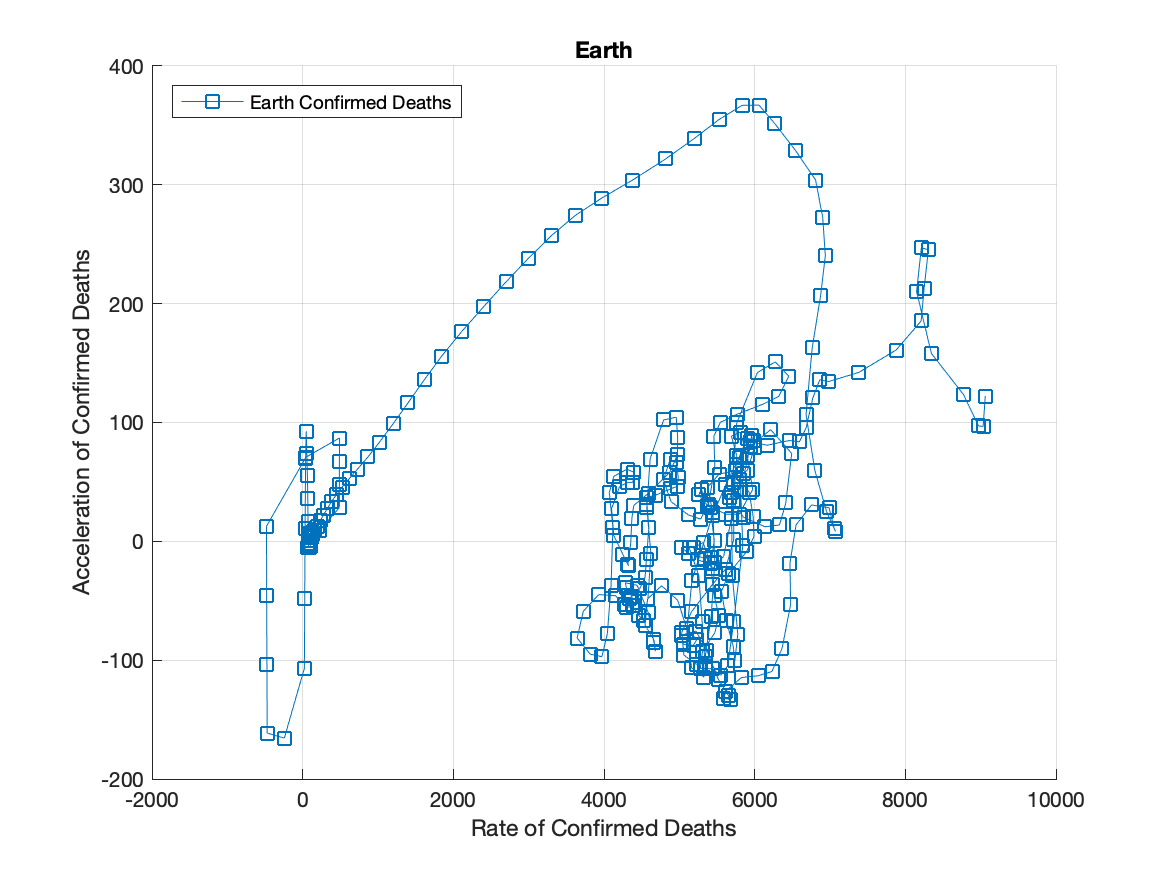 Earth
400
Earth Confirmed Deaths
300
200
100
0
-100
-200
Acceleration of Confirmed Deaths
-2000 0 2000 4000 6000 8000 10000
Rate of Confirmed Deaths